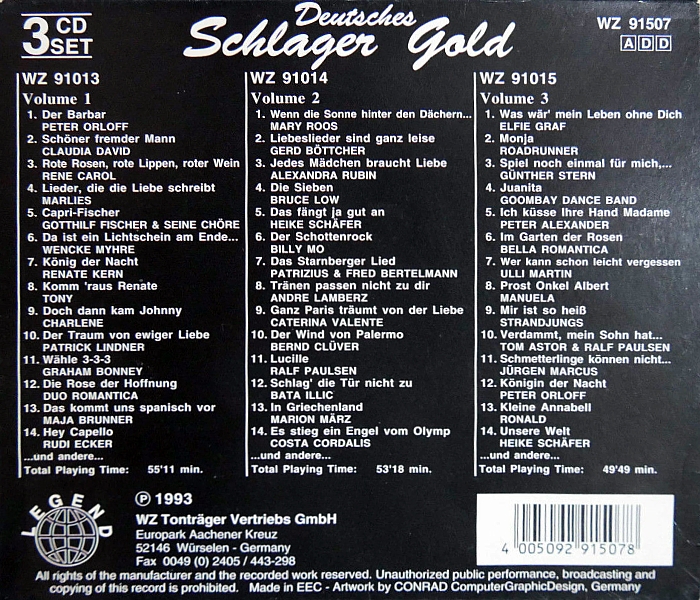 3 CD
SET
Deutsches
Schlager Gold
WZ 91507
ADD
WZ 91013
Volume 1
1. Der Barbar
PETER ORLOFF
2. Schöner fremder Mann
CLAUDIA DAVID
3. Rote Rosen, rote Lippen, roter Wein
RENE CAROL
4. Lieder, die die Liebe schreibt
MARLIES
5. Capri-Fischer
GOTTHILF FISCHER & SEINE CHÖRE
6. Da ist ein Lichtschein am Ende...
WENCKE MYHRE
7. König der Nacht
RENATE KERN
8. Komm 'raus Renate
TONY
9. Doch dann kam Johnny
CHARLENE
10. Der Traum von ewiger Liebe
PATRICK LINDNER
11. Wähle 3-3-3
GRAHAM BONNEY
12. Die Rose der Hoffnung
DUO ROMANTICA
13. Das kommt uns spanisch vor
MAJA BRUNNER
14. Hey Capello
RUDI ECKER
...und andere...
Total Playing Time: 55'11 min.
WZ 91014
Volume 2
1. Wenn die Sonne hinter den Dächern...
MARY ROOS
2. Liebeslieder sind ganz leise
GERD BÖTTCHER
3. Jedes Mädchen braucht Liebe
ALEXANDRA RUBIN
4. Die Sieben
BRUCE LOW
5. Das fängt ja gut an
HEIKE SCHÄFER
6. Der Schottenrock
BILLY MO
7. Das Starnberger Lied
PATRIZIUS & FRED BERTELMANN
8. Tränen passen nicht zu dir
ANDRE LAMBERZ
9. Ganz Paris träumt von der Liebe
CATERINA VALENTE
10. Der Wind von Palermo
BERND CLÜVER
11. Lucille
RALF PAULSEN
12. Schlag' die Tür nicht zu
BATA ILLIC
13. In Griechenland
MARION MÄRZ
14. Es stieg ein Engel vom Olymp
COSTA CORDALIS
...und andere...
Total Playing Time: 53'18 min.
WZ 91015
Volume 3
1. Was wär' mein Leben ohne Dich
ELFIE GRAF
2. Monja
ROADRUNNER
3. Spiel noch einmal für mich,...
GÜNTHER STERN
4. Juanita
GOOMBAY DANCE BAND
5. Ich küsse Ihre Hand Madame
PETER ALEXANDER
6. Im Garten der Rosen
BELLA ROMANTICA
7. Wer kann schon leicht vergessen
ULLI MARTIN
8. Prost Onkel Albert
MANUELA
9. Mir ist so heiß
STRANDJUNGS
10. Verdammt, mein Sohn hat...
TOM ASTOR & RALF PAULSEN
11. Schmetterlinge können nicht...
JÜRGEN MARCUS
12. Königin der Nacht
PETER ORLOFF
13. Kleine Annabell
RONALD
14. Unsere Welt
HEIKE SCHÄFER
...und andere...
Total Playing Time: 49'49 min.
LEGEND
℗ 1993
WZ Tonträger Vertriebs GmbH
Europark Aachener Kreuz
52146 Würselen - Germany
Fax 0049 (0) 2405 / 443-298
4 005092 915078
All rights of the manufacturer and the recorded work reserved. Unauthorized public performance, broadcasting and
copying of this record is prohibited. Made in EEC - Artwork by CONRAD ComputerGraphicDesign, Germany